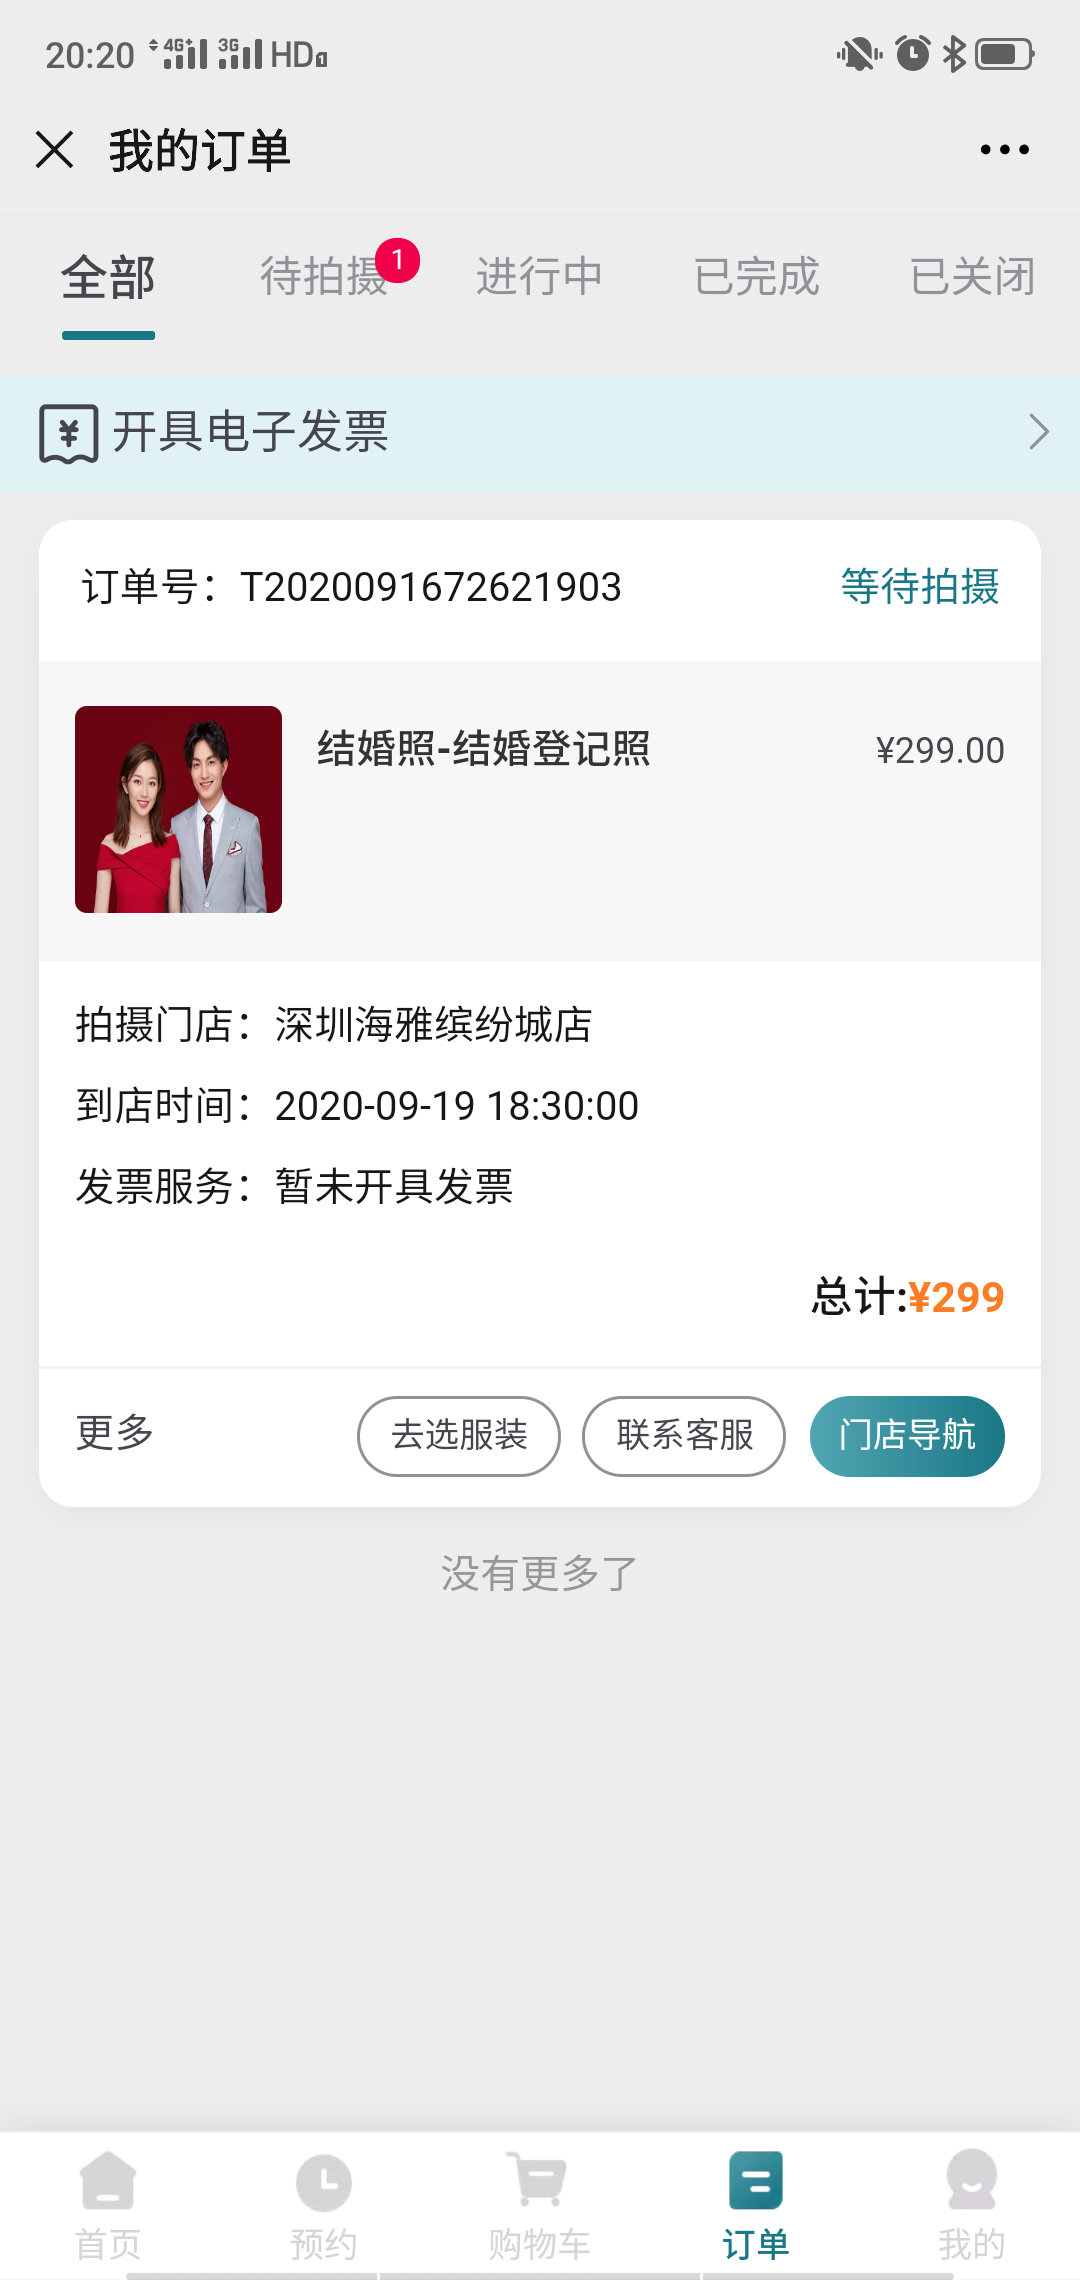 20:20 4G+ 3G HD1
我的订单
全部 待拍摄 1 进行中 已完成 已关闭
¥ 开具电子发票
订单号：T2020091672621903 等待拍摄
结婚照-结婚登记照 ¥299.00
拍摄门店：深圳海雅缤纷城店
到店时间：2020-09-19 18:30:00
发票服务：暂未开具发票
总计:¥299
更多 去选服装 联系客服 门店导航
没有更多了
首页 预约 购物车 订单 我的